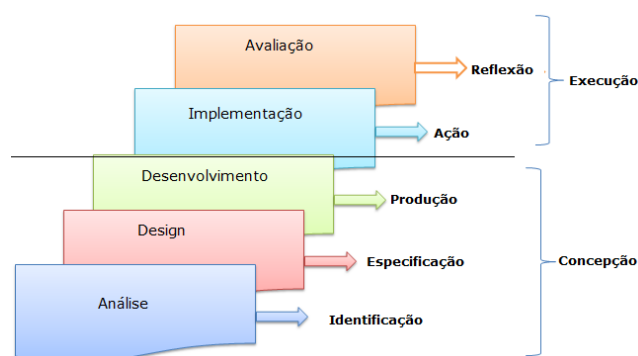 Avaliação
Reflexão
Execução
Implementação
Ação
Desenvolvimento
Produção
Design
Especificação
Concepção
Análise
Identificação